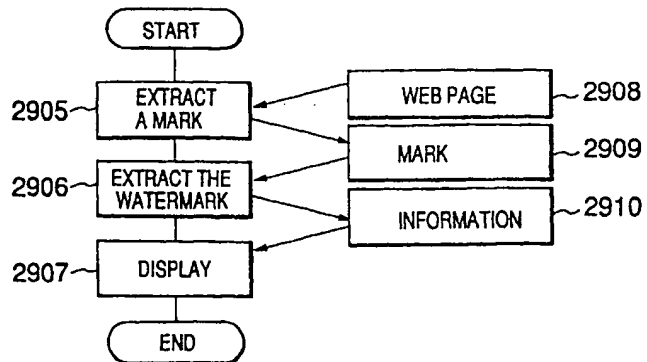 START
2905
EXTRACT
A MARK
WEB PAGE
2908
MARK
2909
2906
EXTRACT THE
WATERMARK
INFORMATION
2910
2907
DISPLAY
END